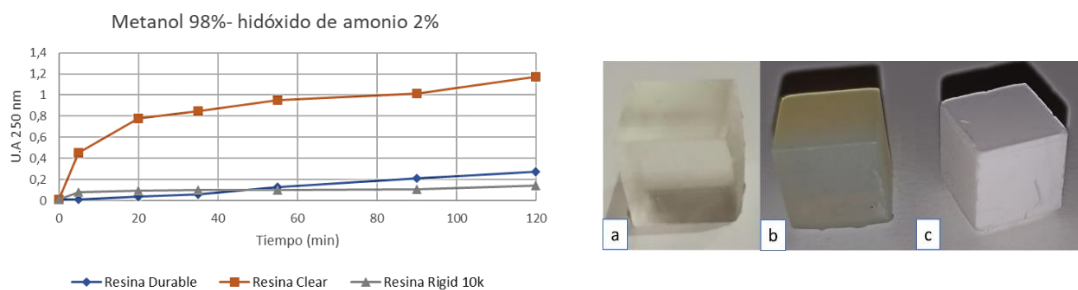 Metanol 98%- hidóxido de amonio 2%
U.A 250 nm
1,4
1,2
1
0,8
0,6
0,4
0,2
0
0 20 40 60 80 100 120
Tiempo (min)
Resina Durable Resina Clear Resina Rigid 10k
a b c